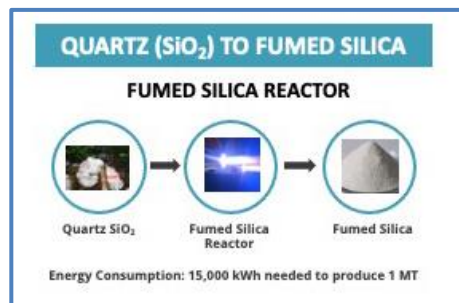 QUARTZ (SiO₂) TO FUMED SILICA
FUMED SILICA REACTOR
Quartz SiO₂
Fumed Silica
Reactor
Fumed Silica
Energy Consumption: 15,000 kWh needed to produce 1 MT